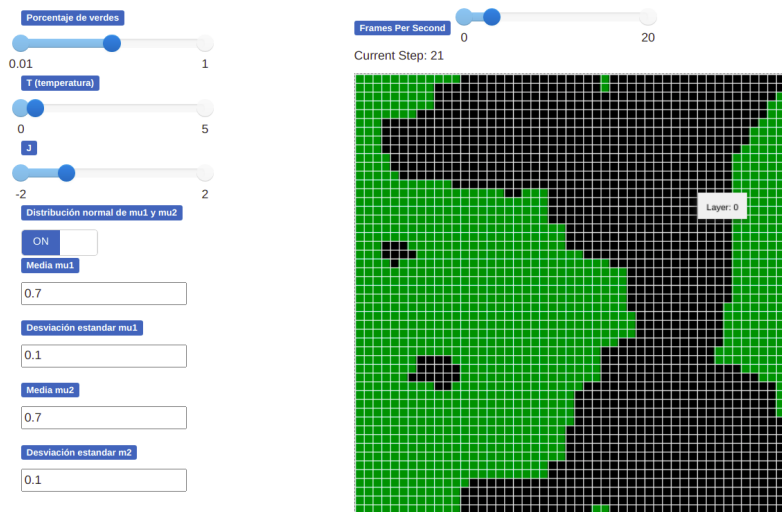 Porcentaje de verdes
0.01 1
T (temperatura)
0 5
J
-2 2
Distribución normal de mu1 y mu2
ON
Media mu1
0.7
Desviación estandar mu1
0.1
Media mu2
0.7
Desviación estandar m2
0.1
Frames Per Second
0 20
Current Step: 21
Layer: 0